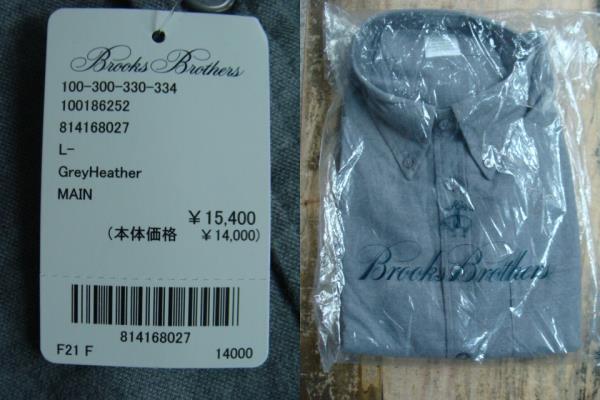 Brooks Brothers
100-300-330-334
100186252
814168027
L-
GreyHeather
MAIN
¥15,400
(本体価格 ¥14,000)
814168027
F21 F 14000
Brooks Brothers